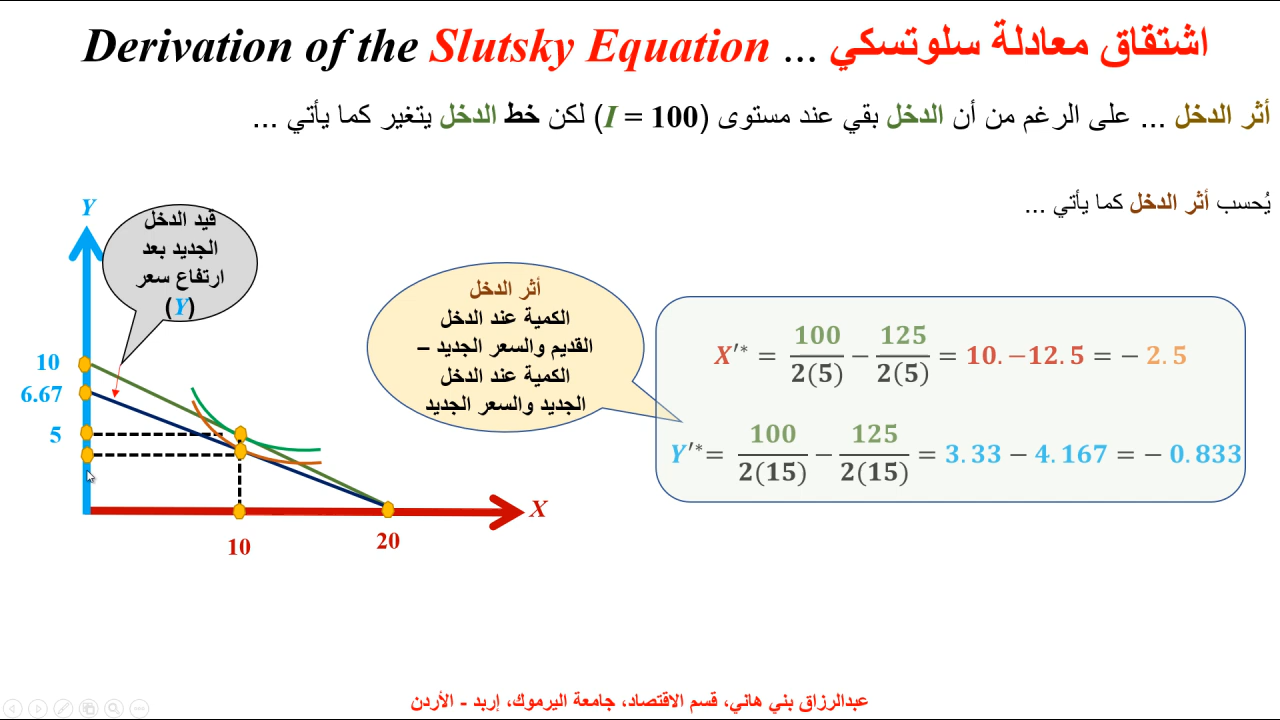 Derivation of the Slutsky Equation ... اشتقاق معادلة سلوتسكي
أثر الدخل ... على الرغم من أن الدخل بقي عند مستوى (I = 100) لكن خط الدخل يتغير كما يأتي ...
يُحسب أثر الدخل كما يأتي ...
Y
قيد الدخل
الجديد بعد
ارتفاع سعر
(Y)
10
6.67
5
10
20
X
أثر الدخل
الكمية عند الدخل
القديم والسعر الجديد –
الكمية عند الدخل
الجديد والسعر الجديد
X′* = 100/2(5) − 125/2(5) = 10.−12.5 = − 2.5
Y′* = 100/2(15) − 125/2(15) = 3.33 − 4.167 = − 0.833
عبدالرزاق بني هاني، قسم الاقتصاد، جامعة اليرموك، إربد - الأردن